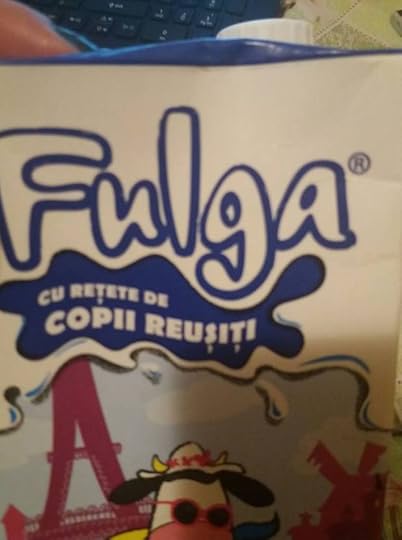 Fulga®
CU REȚETE DE
COPII REUȘIȚI